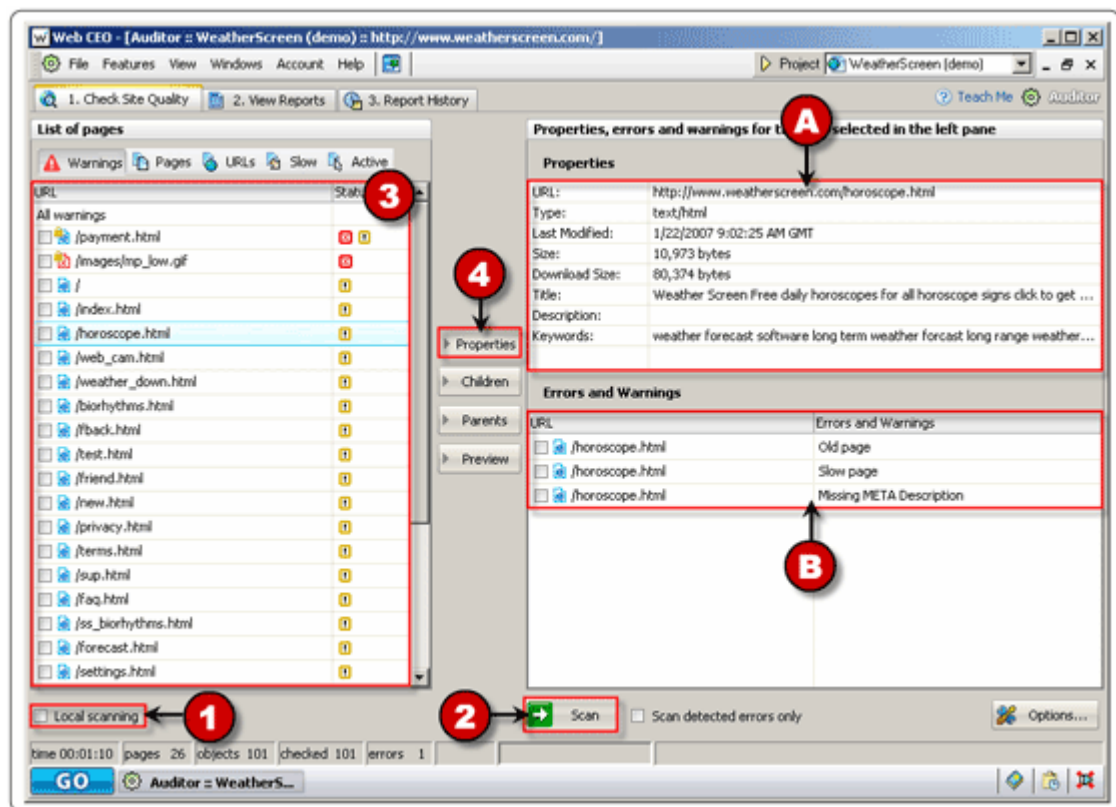 Web CEO - [Auditor :: WeatherScreen (demo) :: http://www.weatherscreen.com/]
File Features View Windows Account Help
Project WeatherScreen (demo)
1. Check Site Quality 2. View Reports 3. Report History
Teach Me Auditor
List of pages
Warnings Pages URLs Slow Active
URL
3
All warnings
/payment.html
/images/mp_low.gif
/
/index.html
/horoscope.html
/web_cam.html
/weather_down.html
/biorhythms.html
/fback.html
/test.html
/friend.html
/new.html
/privacy.html
/terms.html
/sup.html
/faq.html
/ss_biorhythms.html
/forecast.html
/settings.html
4
Properties
Children
Parents
Preview
Properties, errors and warnings for selected in the left pane
A
Properties
URL: http://www.weatherscreen.com/horoscope.html
Type: text/html
Last Modified: 1/22/2007 9:02:25 AM GMT
Size: 10,973 bytes
Download Size: 80,374 bytes
Title: Weather Screen Free daily horoscopes for all horoscope signs click to get ...
Description:
Keywords: weather forecast software long term weather forcast long range weather...
Errors and Warnings
URL Errors and Warnings
/horoscope.html Old page
/horoscope.html Slow page
/horoscope.html Missing META Description
B
Local scanning
1
2
Scan
Scan detected errors only
Options...
time 00:01:10 pages 26 objects 101 checked 101 errors 1
GO Auditor :: WeatherS...